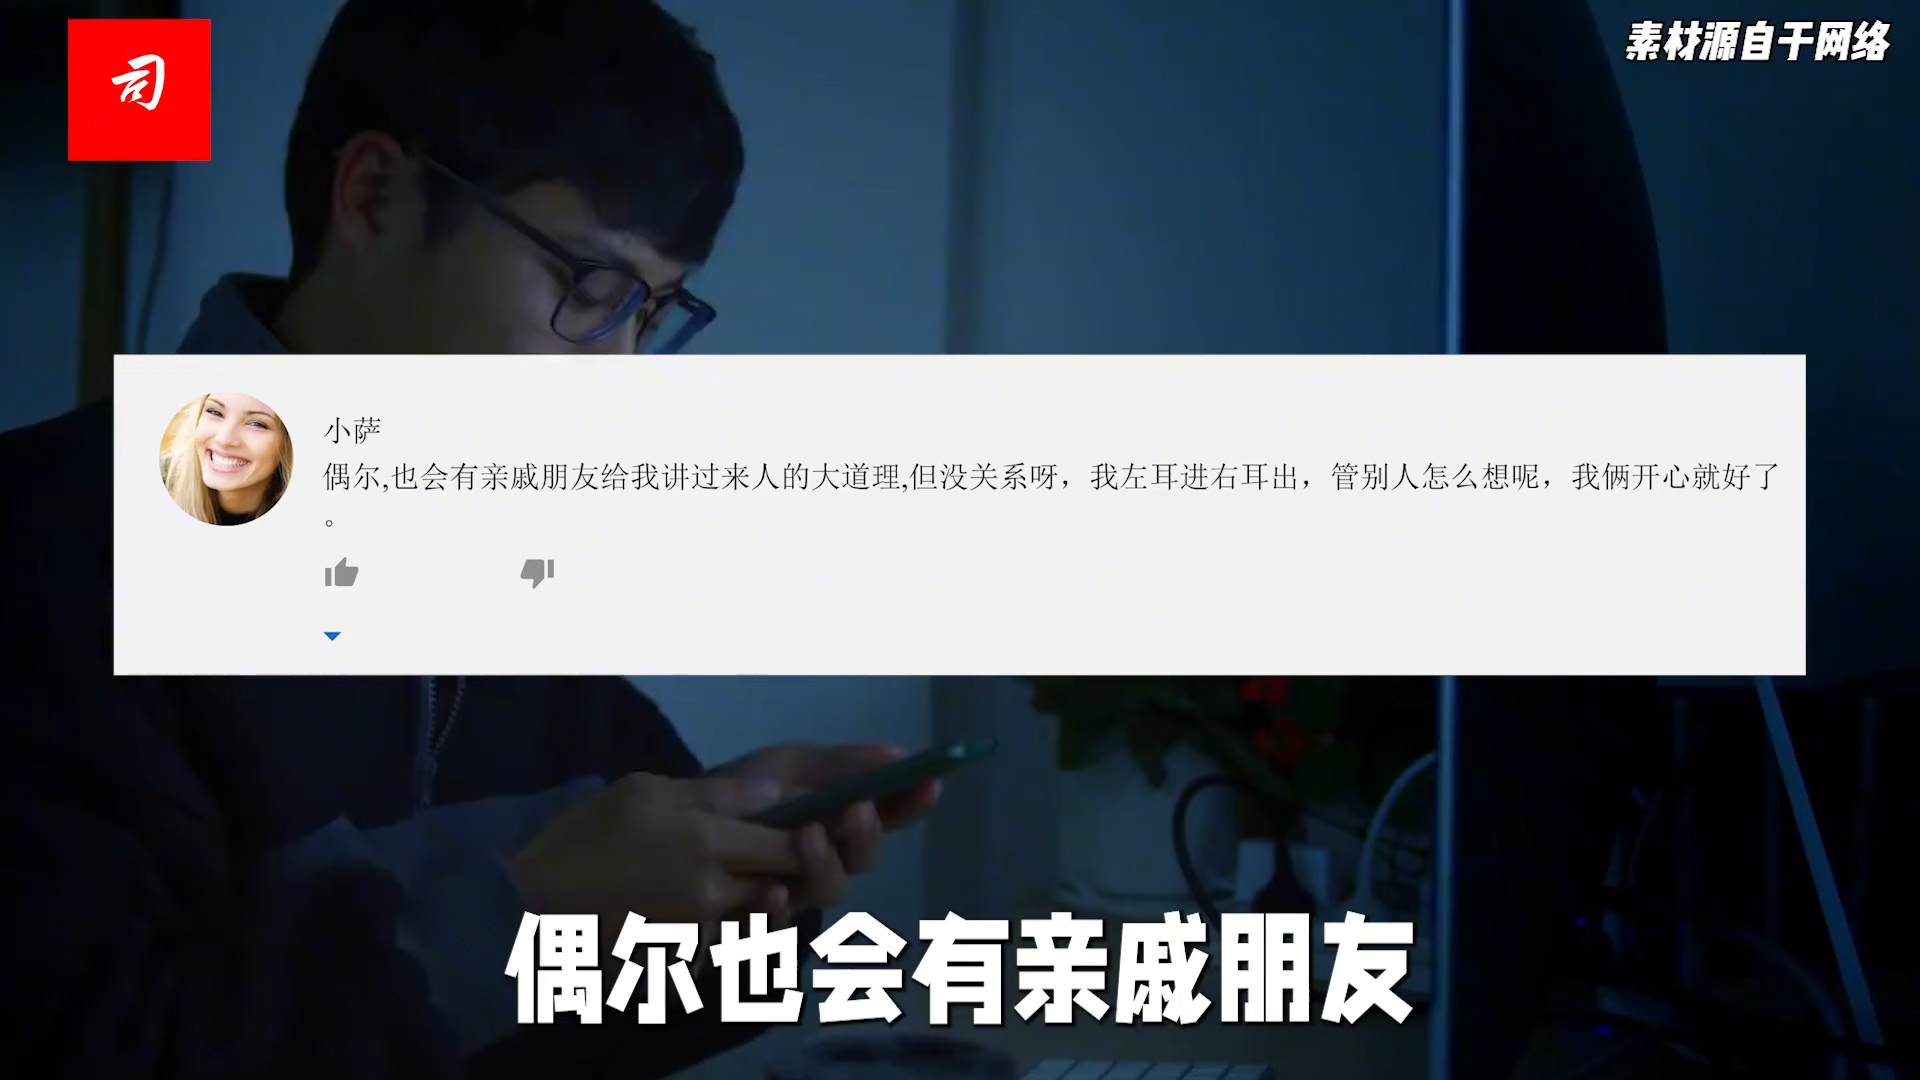 司
素材源自于网络
小萨
偶尔,也会有亲戚朋友给我讲过来人的大道理,但没关系呀，我左耳进右耳出，管别人怎么想呢，我俩开心就好了
。
偶尔也会有亲戚朋友